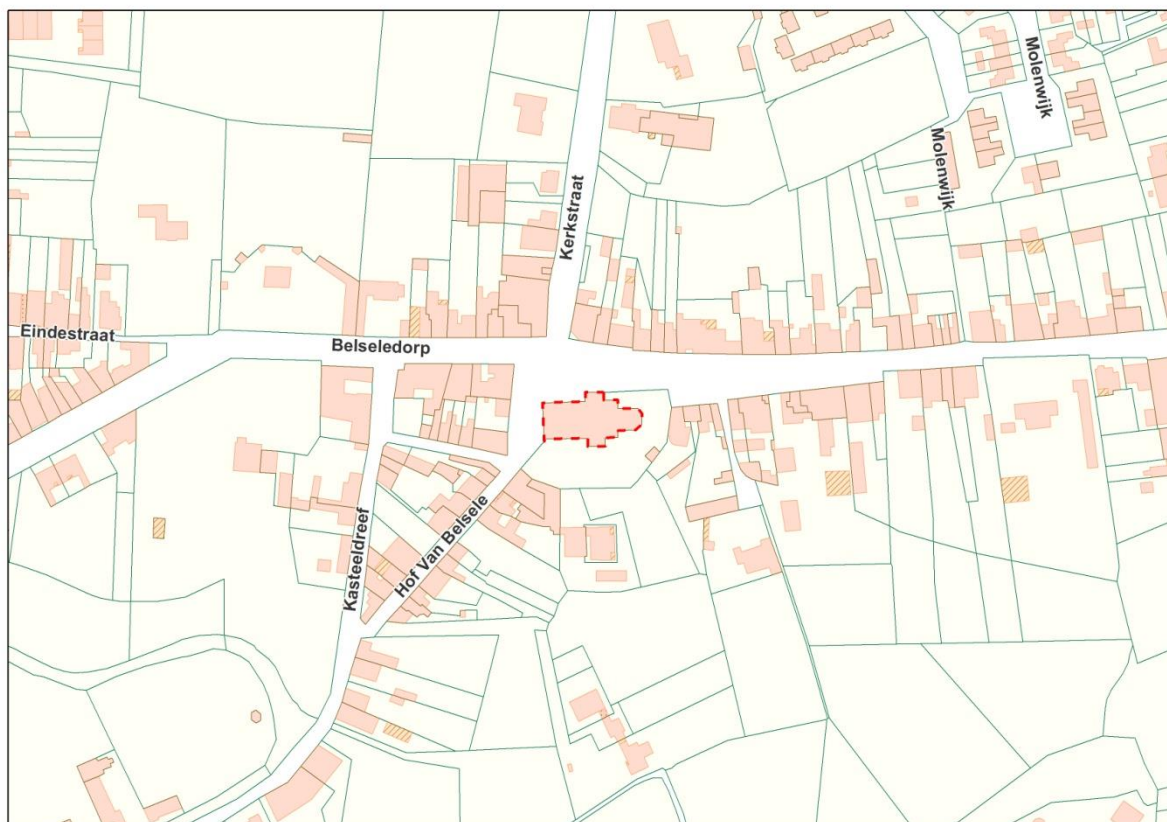 Molenwijk
Molenwijk
Kerkstraat
Eindestraat
Belseledorp
Hof Van Belsele
Kasteeldreef